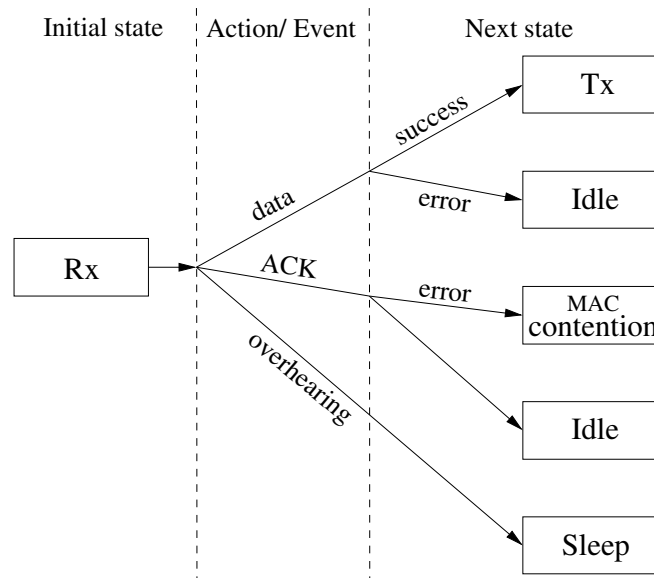 Initial state
Action/ Event
Next state
Tx
success
data
error
Idle
Rx
ACK
error
MAC
contention
overhearing
Idle
Sleep